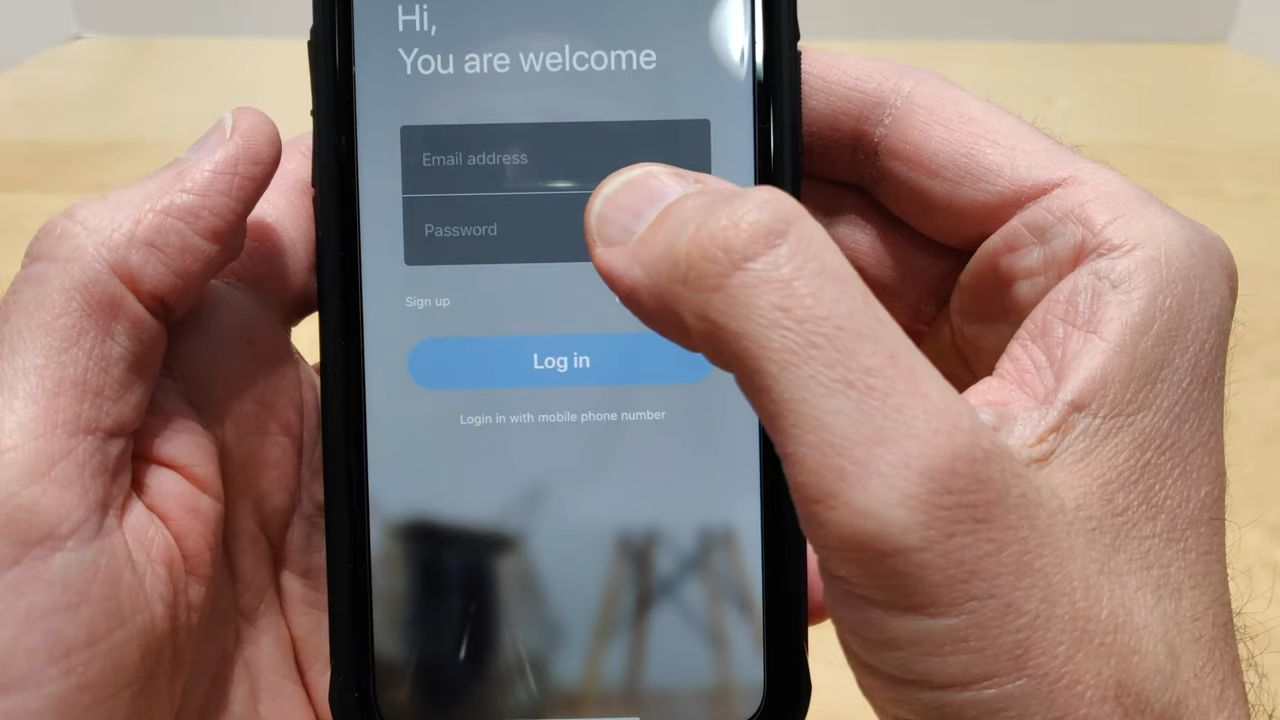 Hi,
You are welcome
Email address
Password
Sign up
Log in
Login in with mobile phone number